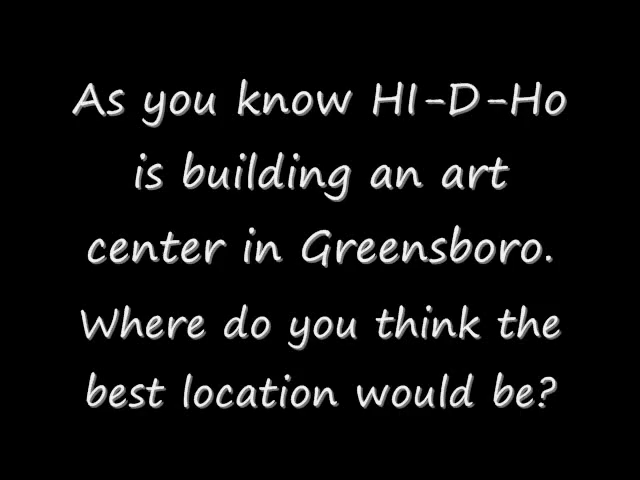 As you know HI-D-Ho
is building an art
center in Greensboro.
Where do you think the
best location would be?